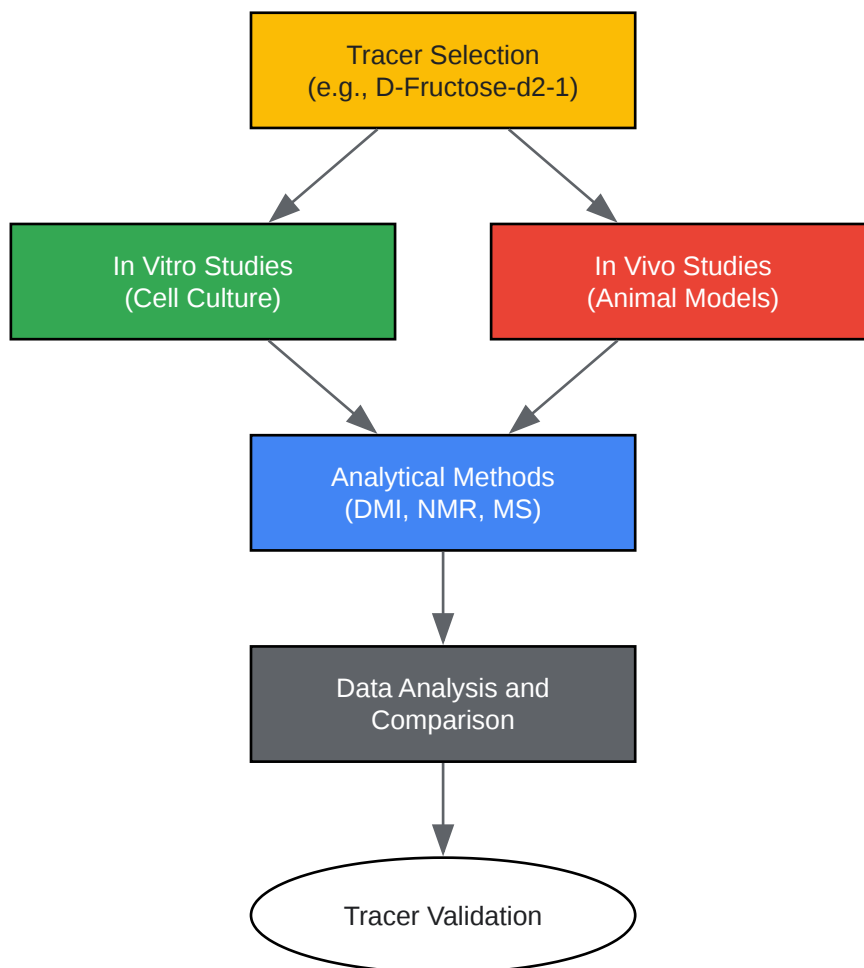 Tracer Selection
(e.g., D-Fructose-d2-1)
In Vitro Studies
(Cell Culture)
In Vivo Studies
(Animal Models)
Analytical Methods
(DMI, NMR, MS)
Data Analysis and
Comparison
Tracer Validation